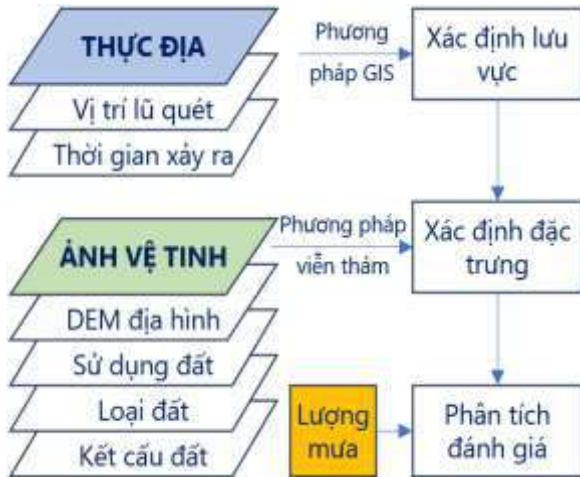 THỰC ĐỊA
Vị trí lũ quét
Thời gian xảy ra
Phương
pháp GIS
Xác định lưu
vực
ẢNH VỆ TINH
DEM địa hình
Sử dụng đất
Loại đất
Kết cấu đất
Phương pháp
viễn thám
Xác định đặc
trưng
Lượng
mưa
Phân tích
đánh giá